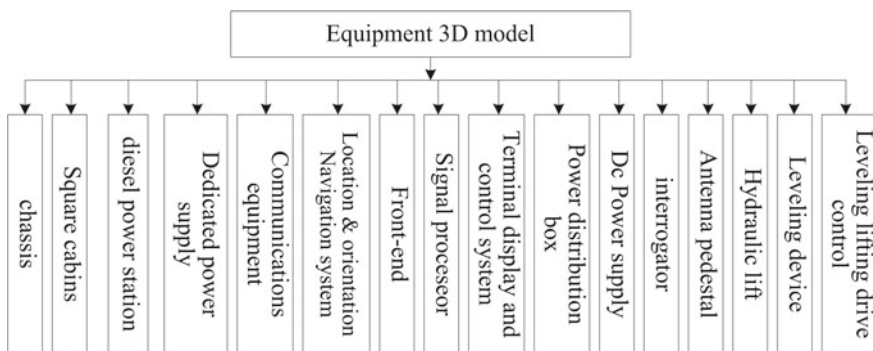 Equipment 3D model
chassis
Square cabins
diesel power station
Dedicated power
supply
Communications
equipment
Location & orientation
Navigation system
Front-end
Signal proceseor
Terminal display and
control system
Power distribution
box
Dc Power supply
interrogator
Antenna pedestal
Hydraulic lift
Leveling device
Leveling lifting drive
control